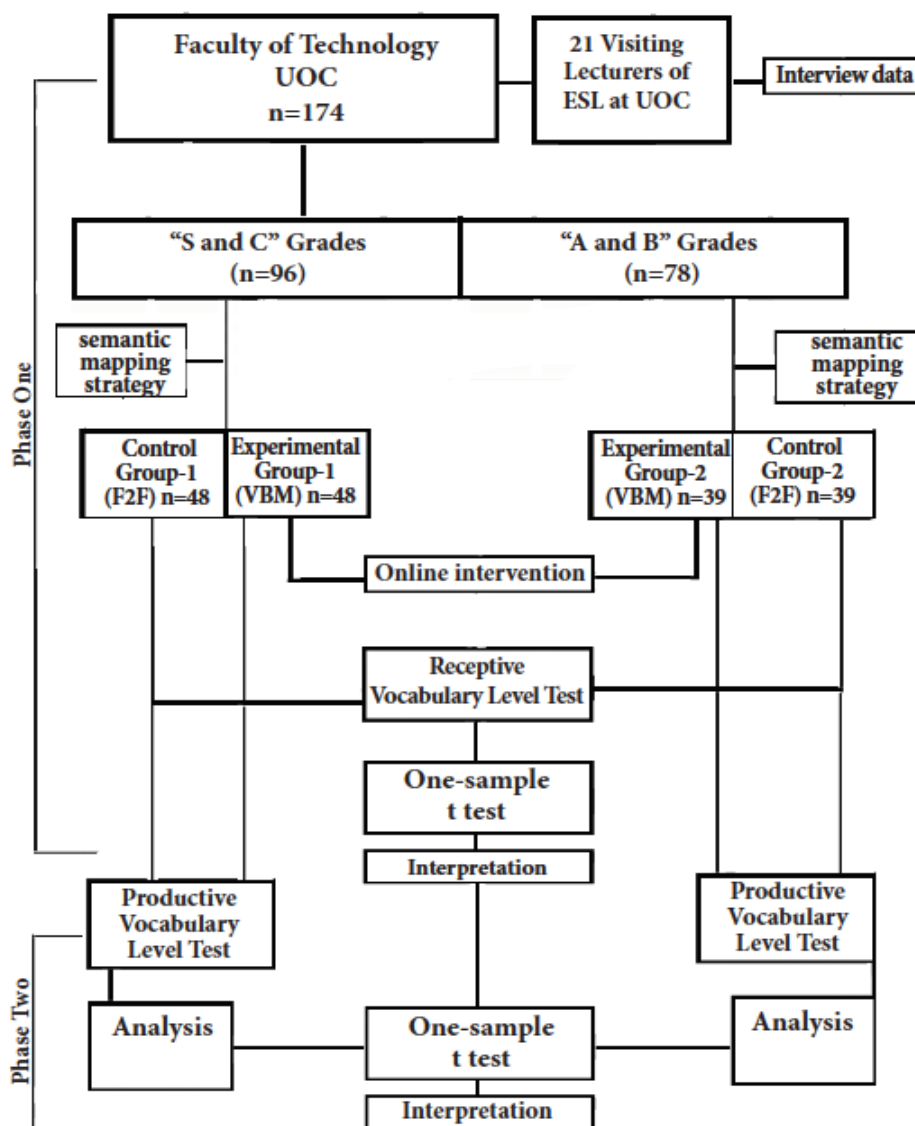 Faculty of Technology
UOC
n=174
21 Visiting
Lecturers of
ESL at UOC
Interview data
“S and C” Grades
(n=96)
“A and B” Grades
(n=78)
Phase One
semantic
mapping
strategy
semantic
mapping
strategy
Control
Group-1
(F2F) n=48
Experimental
Group-1
(VBM) n=48
Experimental
Group-2
(VBM) n=39
Control
Group-2
(F2F) n=39
Online intervention
Receptive
Vocabulary Level Test
One-sample
t test
Interpretation
Productive
Vocabulary
Level Test
Productive
Vocabulary
Level Test
Phase Two
Analysis
One-sample
t test
Analysis
Interpretation